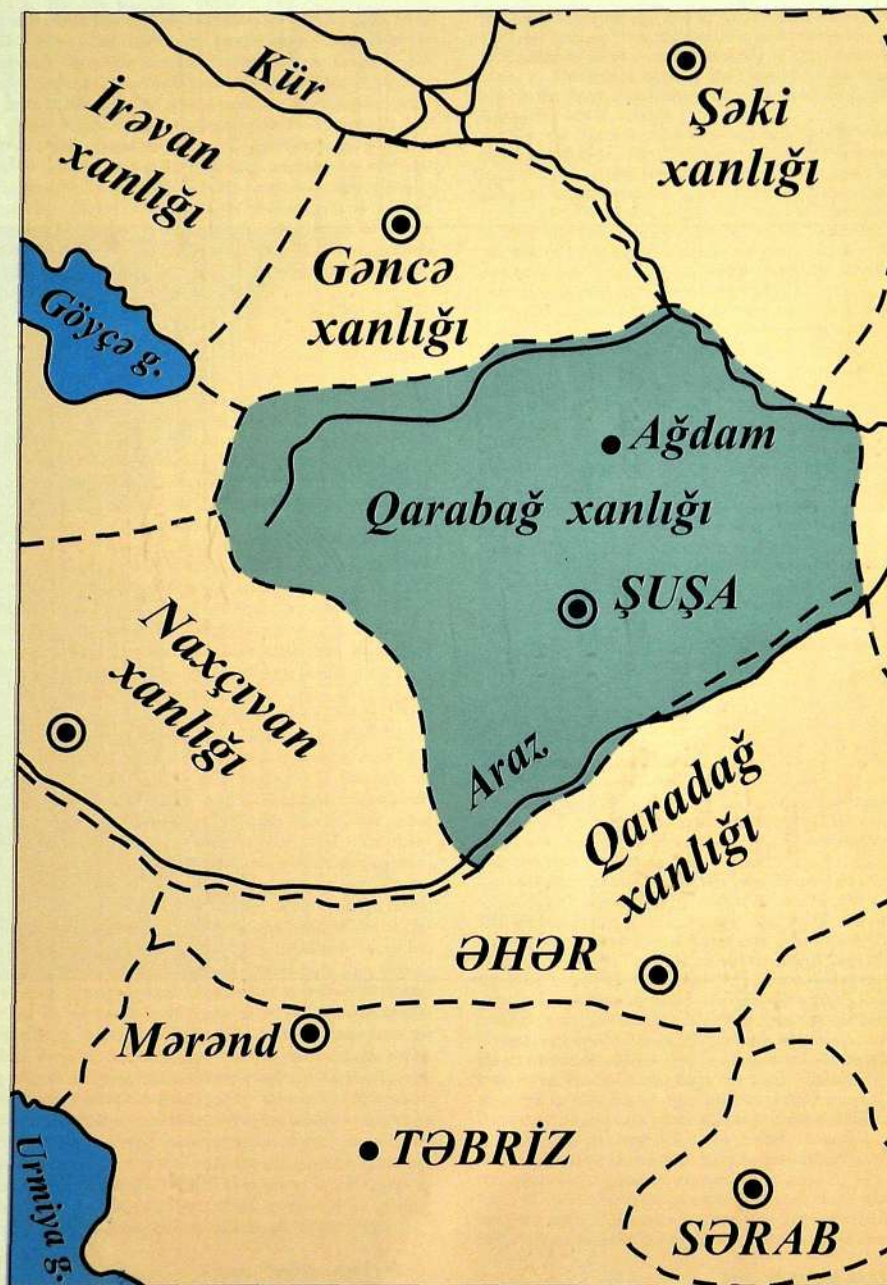 Kür
İrəvan
xanlığı
Şəki
xanlığı
Gəncə
xanlığı
Göyçə g.
Ağdam
Qarabağ xanlığı
ŞUŞA
Naxçıvan
xanlığı
Araz
Qaradağ
xanlığı
ƏHƏR
Mərənd
TƏBRİZ
Urmiya g.
SƏRAB